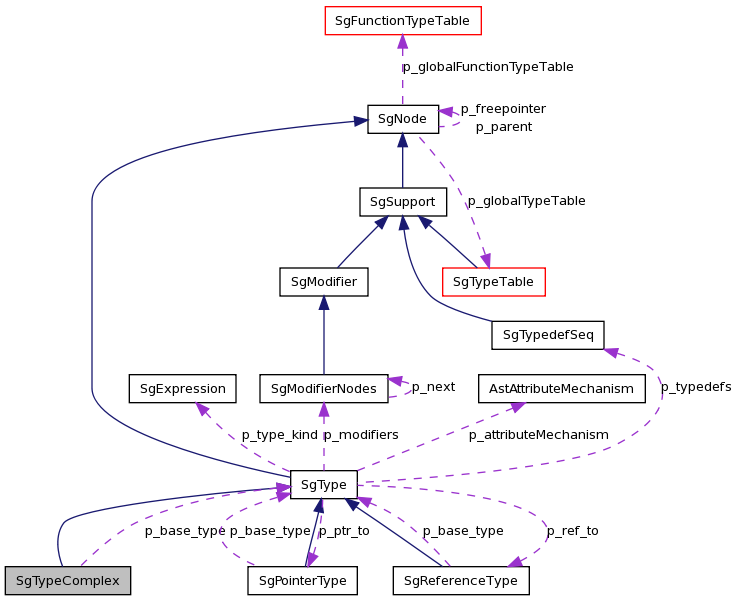 SgFunctionTypeTable
p_globalFunctionTypeTable
SgNode
p_freepointer
p_parent
SgSupport
p_globalTypeTable
SgModifier
SgTypeTable
SgTypedefSeq
SgExpression
SgModifierNodes
p_next
AstAttributeMechanism
p_typedefs
p_type_kind
p_modifiers
p_attributeMechanism
SgType
p_base_type
p_base_type
p_ptr_to
p_base_type
p_ref_to
SgTypeComplex
SgPointerType
SgReferenceType